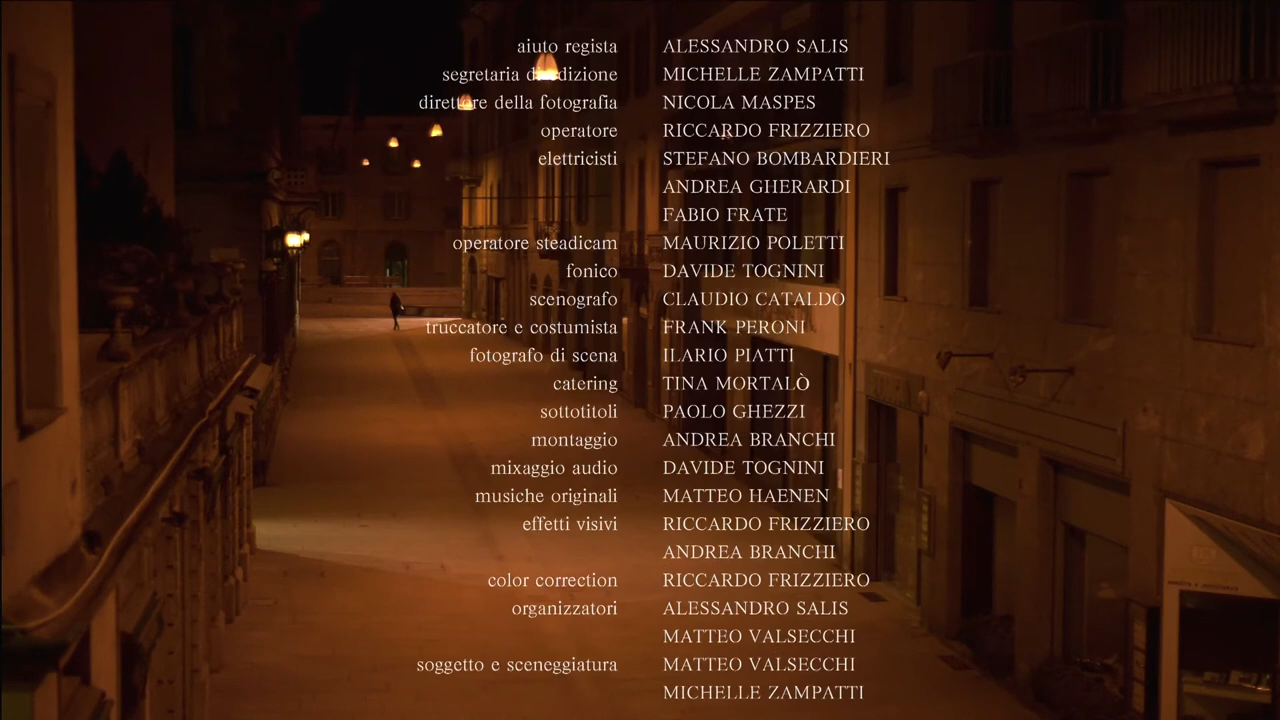 aiuto regista ALESSANDRO SALIS
segretaria di edizione MICHELLE ZAMPATTI
direttore della fotografia NICOLA MASPES
operatore RICCARDO FRIZZIERO
elettricisti STEFANO BOMBARDIERI
ANDREA GHERARDI
FABIO FRATE
operatore steadicam MAURIZIO POLETTI
fonico DAVIDE TOGNINI
scenografo CLAUDIO CATALDO
truccatore e costumista FRANK PERONI
fotografo di scena ILARIO PIATTI
catering TINA MORTALÒ
sottotitoli PAOLO GHEZZI
montaggio ANDREA BRANCHI
mixaggio audio DAVIDE TOGNINI
musiche originali MATTEO HAENEN
effetti visivi RICCARDO FRIZZIERO
ANDREA BRANCHI
color correction RICCARDO FRIZZIERO
organizzatori ALESSANDRO SALIS
MATTEO VALSECCHI
soggetto e sceneggiatura MATTEO VALSECCHI
MICHELLE ZAMPATTI